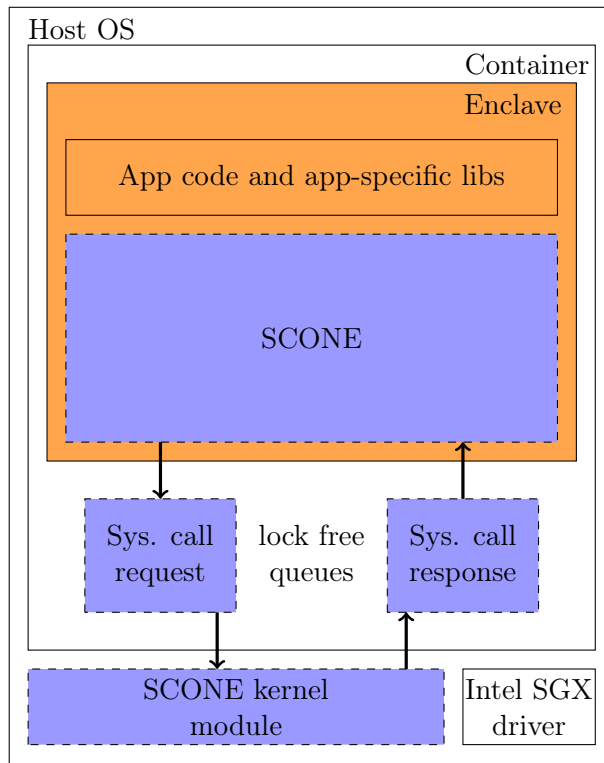 Host OS
Container
Enclave
App code and app-specific libs
SCONE
Sys. call
request
lock free
queues
Sys. call
response
SCONE kernel
module
Intel SGX
driver